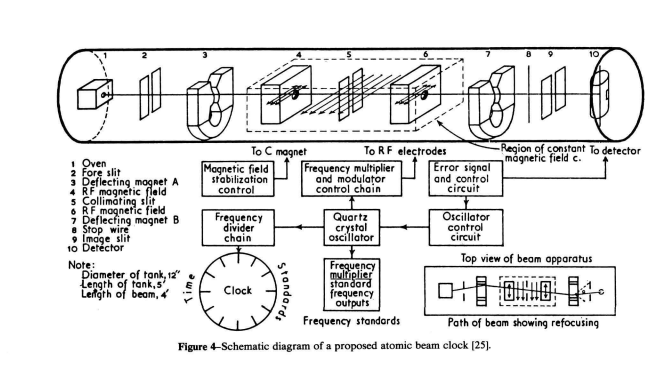 1 2 3 4 5 6 7 8 9 10
To C magnet
To RF electrodes
Region of constant
magnetic field c.
To detector
1 Oven
2 Fore slit
3 Deflecting magnet A
4 RF magnetic field
5 Collimating slit
6 RF magnetic field
7 Deflecting magnet B
8 Stop wire
9 Image slit
10 Detector
Note:
Diameter of tank, 12"
Length of tank, 5'
Length of beam, 4'
Magnetic field
stabilization
control
Frequency multiplier
and modulator
control chain
Error signal
and control
circuit
Frequency
divider
chain
Quartz
crystal
oscillator
Oscillator
control
circuit
Time
Clock
Standards
Frequency
multiplier
standard
frequency
outputs
Frequency standards
Top view of beam apparatus
Path of beam showing refocusing
Figure 4–Schematic diagram of a proposed atomic beam clock [25].